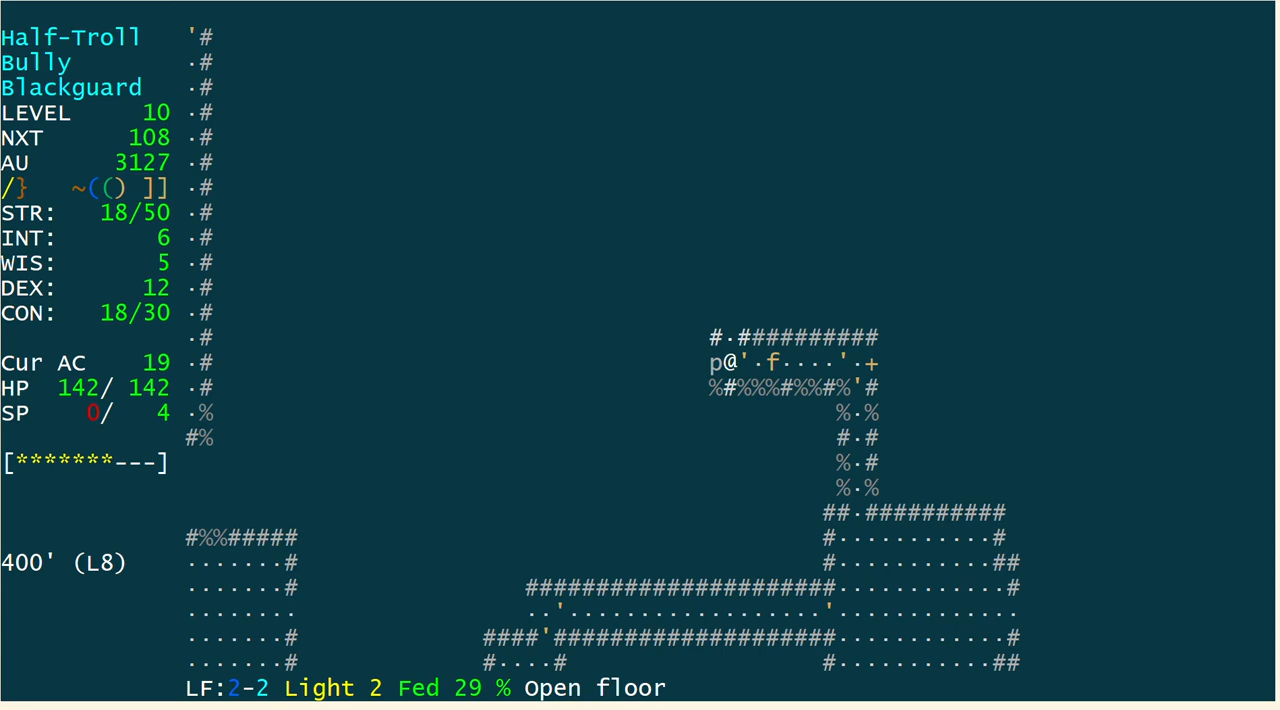 Half-Troll    '#
Bully         .#
Blackguard    .#
LEVEL     10  .#
NXT      108  .#
AU      3127  .#
/}   ~(() ]]  .#
STR:   18/50  .#
INT:       6  .#
WIS:       5  .#
DEX:      12  .#
CON:   18/30  .#
.#                                   #.#########
Cur AC    19  .#                                   p@'.f....'.+
HP  142/ 142  .#                                   %#%%%#%%#%'#
SP    0/   4  .%                                            %.%
#%                                            #.#
[*******---]                                                %.#
%.%
##.##########
#%%#####                                     #...........#
400' (L8)     .......#                                     #...........##
.......#                ######################............#
........                ..'..................'.............
.......#             ####'####################............#
.......#             #....#                  #...........##
LF:2-2 Light 2 Fed 29 % Open floor